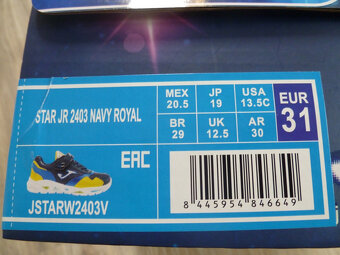 STAR JR 2403 NAVY ROYAL
MEX 20.5
JP 19
USA 13.5C
EUR 31
BR 29
UK 12.5
AR 30
EAC
JSTARW2403V
8 445954 846649